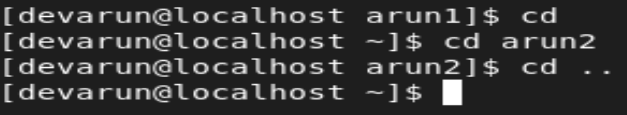 [devarun@localhost arun1]$ cd
[devarun@localhost ~]$ cd arun2
[devarun@localhost arun2]$ cd ..
[devarun@localhost ~]$